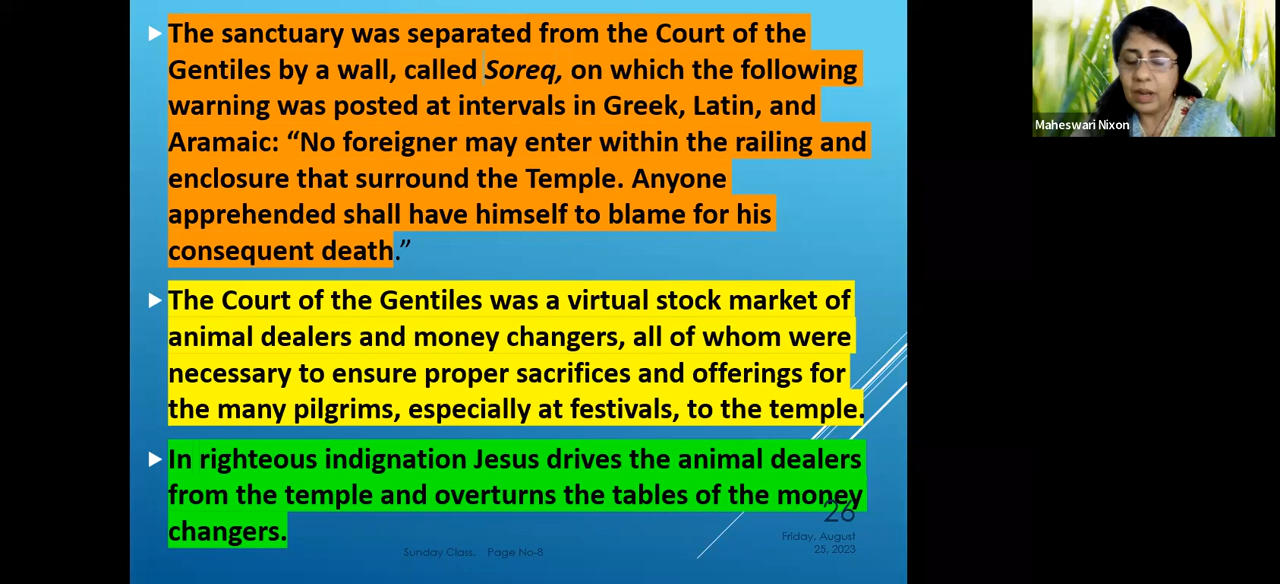 The sanctuary was separated from the Court of the
Gentiles by a wall, called Soreq, on which the following
warning was posted at intervals in Greek, Latin, and
Aramaic: “No foreigner may enter within the railing and
enclosure that surround the Temple. Anyone
apprehended shall have himself to blame for his
consequent death.”
The Court of the Gentiles was a virtual stock market of
animal dealers and money changers, all of whom were
necessary to ensure proper sacrifices and offerings for
the many pilgrims, especially at festivals, to the temple.
In righteous indignation Jesus drives the animal dealers
from the temple and overturns the tables of the money
changers.
26
Friday, August
25, 2023
Sunday Class. Page No-8
Maheswari Nixon